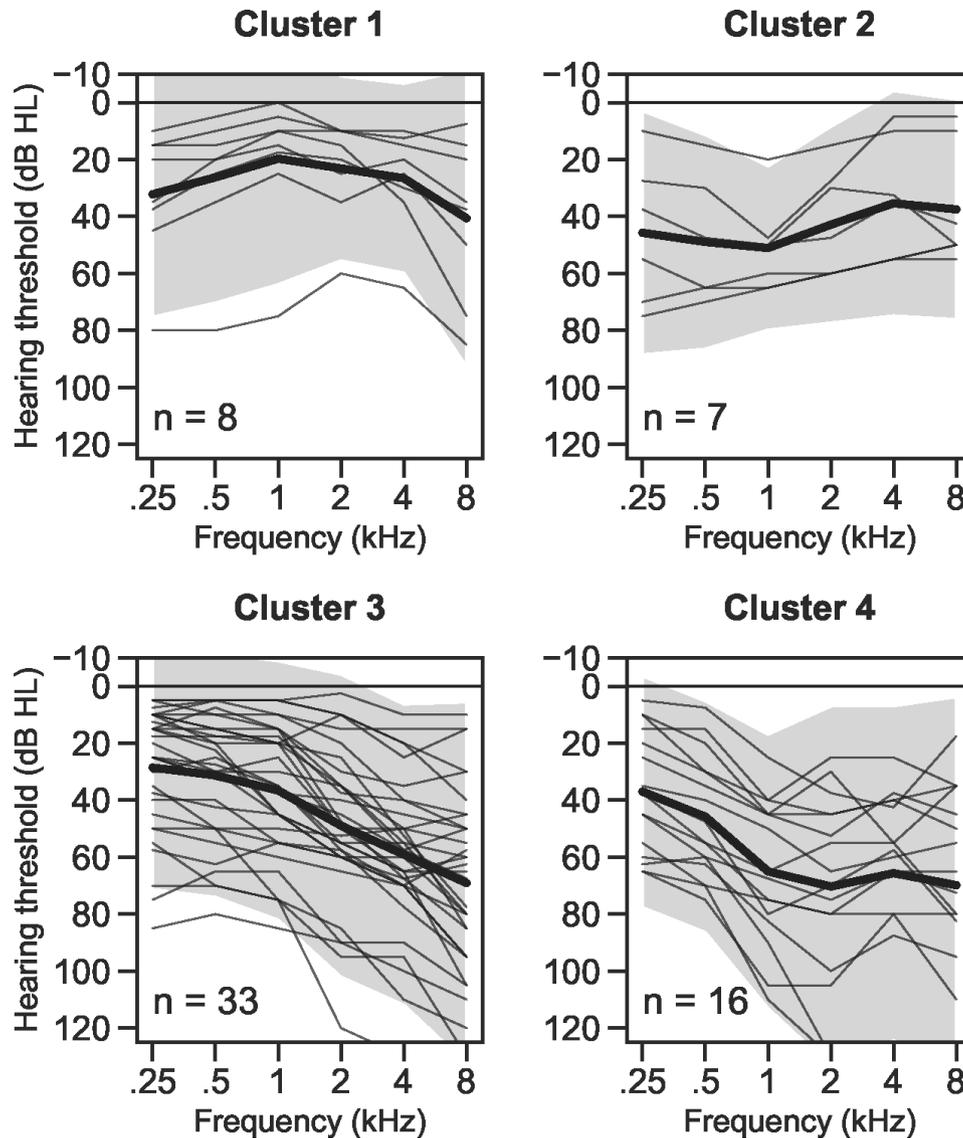 Cluster 1
Cluster 2
Hearing threshold (dB HL)
−10
0
20
40
60
80
100
120
n = 8
.25 .5 1 2 4 8
Frequency (kHz)
−10
0
20
40
60
80
100
120
n = 7
.25 .5 1 2 4 8
Frequency (kHz)
Cluster 3
Cluster 4
Hearing threshold (dB HL)
−10
0
20
40
60
80
100
120
n = 33
.25 .5 1 2 4 8
Frequency (kHz)
−10
0
20
40
60
80
100
120
n = 16
.25 .5 1 2 4 8
Frequency (kHz)